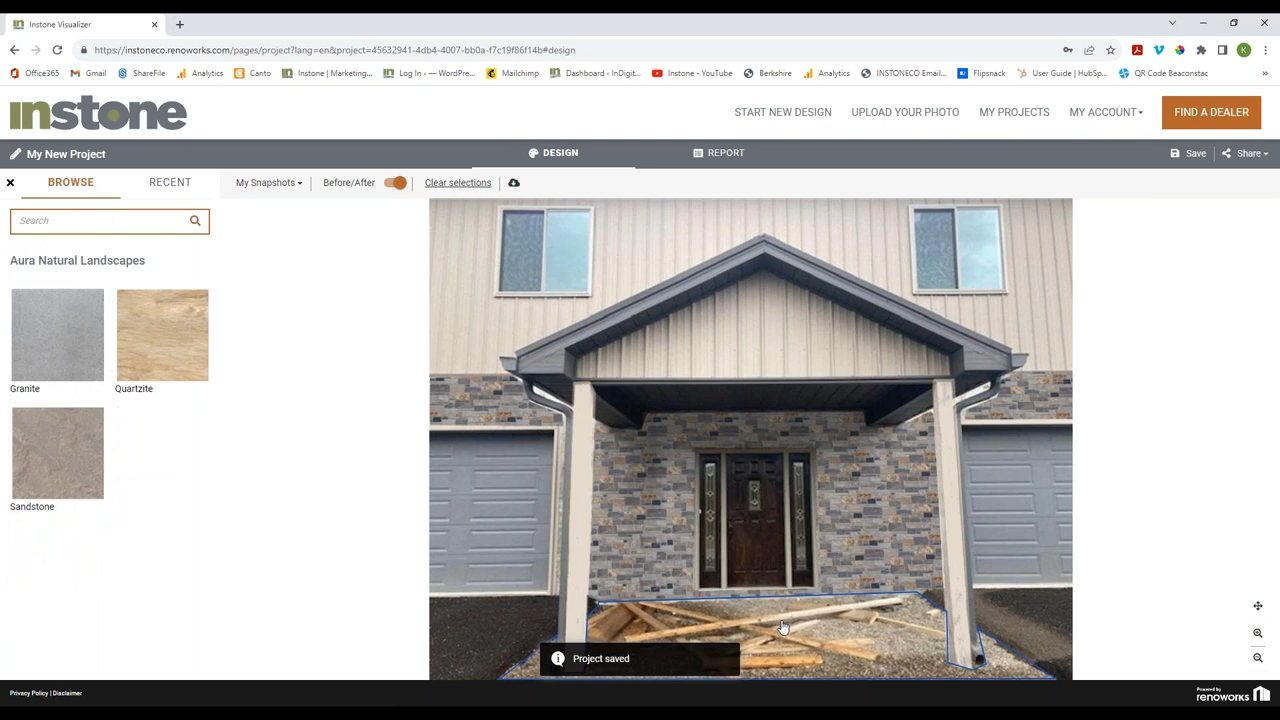 Instone Visualizer
https://instoneco.renoworks.com/pages/project?lang=en&project=45632941-4db4-4007-bb0a-f7c19f86f14b#design
K
Office365 Gmail ShareFile Analytics Canto Instone | Marketing... Log In ‹ — WordPre... Mailchimp Dashboard ‹ InDigit... Instone - YouTube Berkshire Analytics INSTONECO Email... Flipsnack User Guide | HubSp... QR Code Beaconstac »
instone
START NEW DESIGN UPLOAD YOUR PHOTO MY PROJECTS MY ACCOUNT FIND A DEALER
My New Project DESIGN REPORT Save Share
BROWSE RECENT My Snapshots Before/After Clear selections
Search
Aura Natural Landscapes
Granite Quartzite
Sandstone
Project saved
Privacy Policy | Disclaimer
Powered by
renoworks